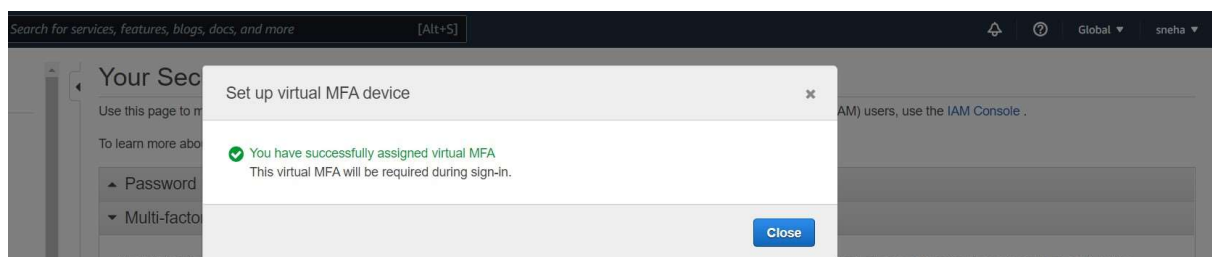 Search for services, features, blogs, docs, and more [Alt+S] Global ▼ sneha ▼
Your Sec
Set up virtual MFA device ×
Use this page to m AM) users, use the IAM Console .
To learn more abo
You have successfully assigned virtual MFA
This virtual MFA will be required during sign-in.
Password
Multi-facto
Close